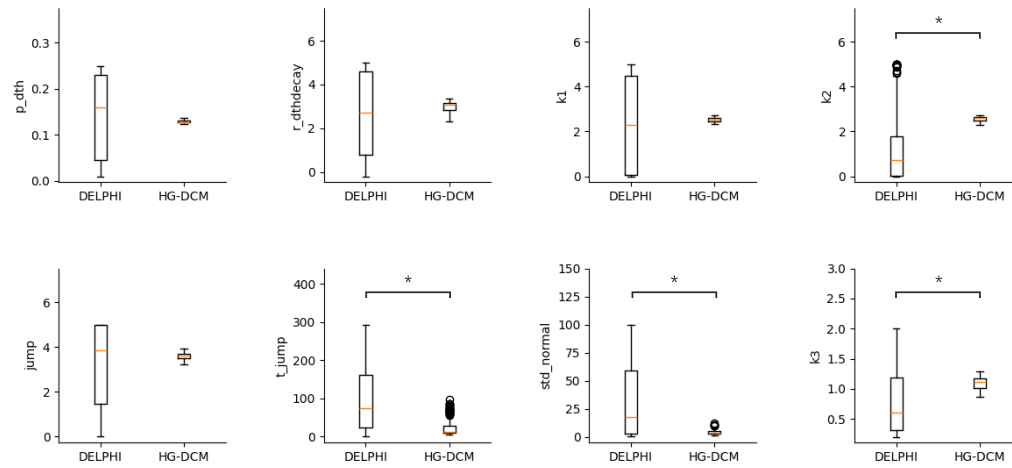 p_dth
0.3
0.2
0.1
0.0
DELPHI HG-DCM
r_dthdecay
6
4
2
0
DELPHI HG-DCM
k1
6
4
2
0
DELPHI HG-DCM
k2
6
4
2
0
*
DELPHI HG-DCM
jump
6
4
2
0
DELPHI HG-DCM
t_jump
400
300
200
100
0
*
DELPHI HG-DCM
std_normal
150
125
100
75
50
25
0
*
DELPHI HG-DCM
k3
3.0
2.5
2.0
1.5
1.0
0.5
*
DELPHI HG-DCM